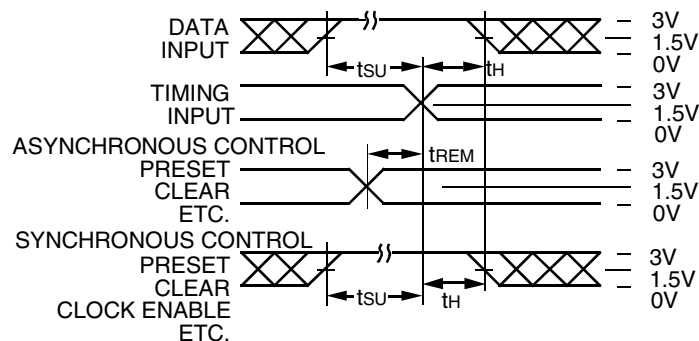 DATA
INPUT
tSU
tH
3V
1.5V
0V
TIMING
INPUT
3V
1.5V
0V
ASYNCHRONOUS CONTROL
PRESET
CLEAR
ETC.
tREM
3V
1.5V
0V
SYNCHRONOUS CONTROL
PRESET
CLEAR
CLOCK ENABLE
ETC.
tSU
tH
3V
1.5V
0V